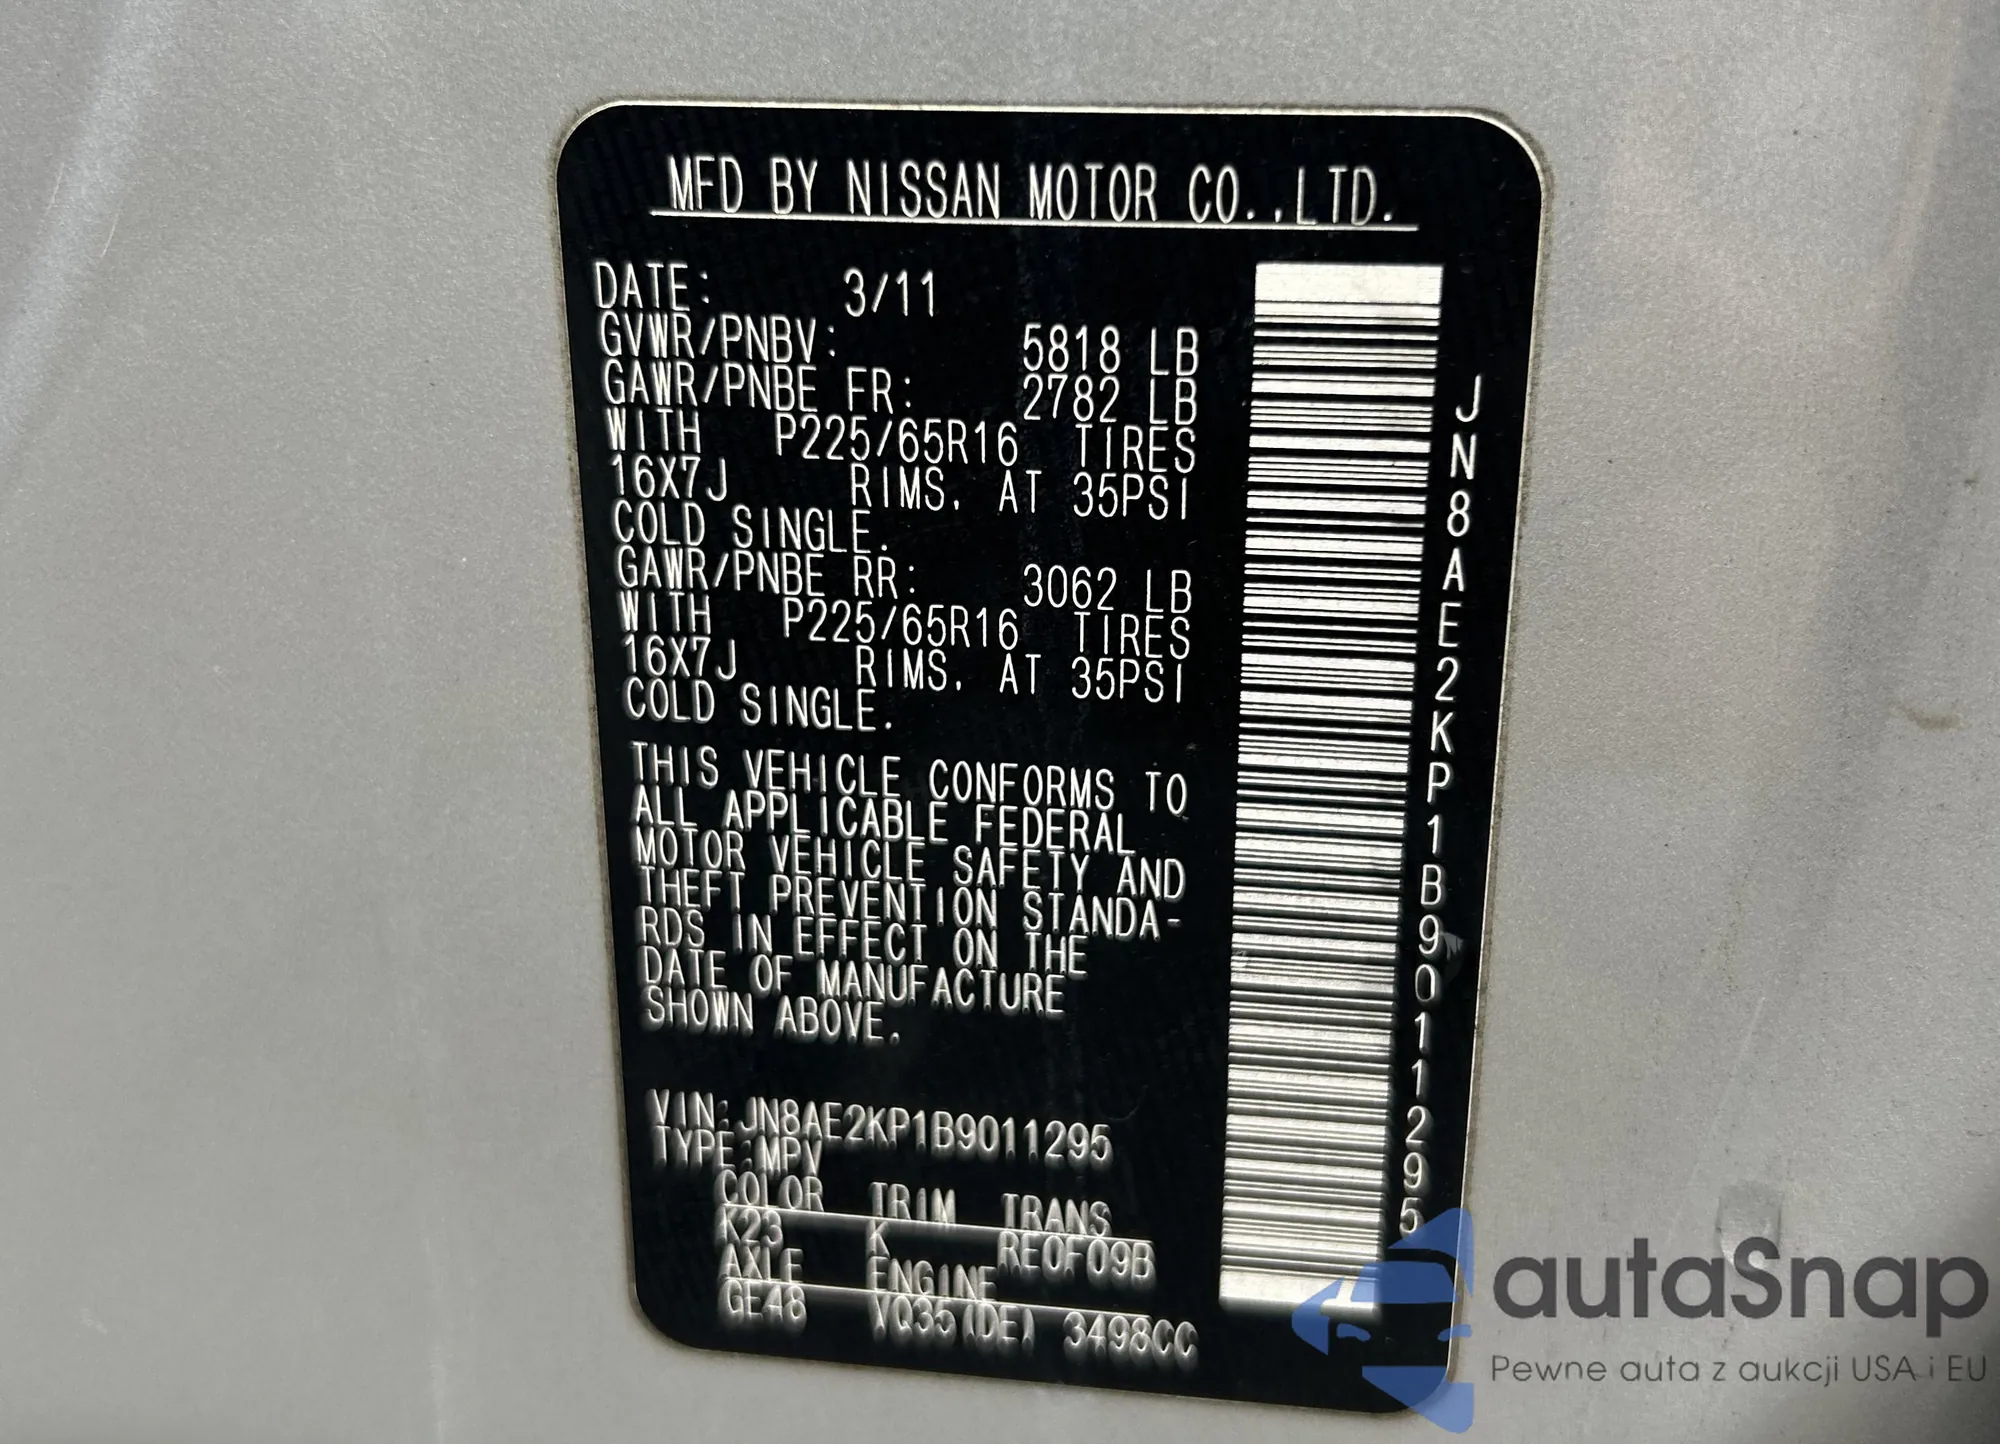 MFD BY NISSAN MOTOR CO.,LTD.
DATE: 3/11
GVWR/PNBV: 5818 LB
GAWR/PNBE FR: 2782 LB
WITH P225/65R16 TIRES
16X7J RIMS. AT 35PSI
COLD SINGLE.
GAWR/PNBE RR: 3062 LB
WITH P225/65R16 TIRES
16X7J RIMS. AT 35PSI
COLD SINGLE.
THIS VEHICLE CONFORMS TO
ALL APPLICABLE FEDERAL
MOTOR VEHICLE SAFETY AND
THEFT PREVENTION STANDA-
RDS IN EFFECT ON THE
DATE OF MANUFACTURE
SHOWN ABOVE.
VIN: JN8AE2KP1B9011295
TYPE:MPV
COLOR TRIM TRANS
K23 K RE0F09B
AXLE ENGINE
GE48 VQ35(DE) 3498CC
JN8AE2KP1B9011295
autaSnap
Pewne auta z aukcji USA i EU